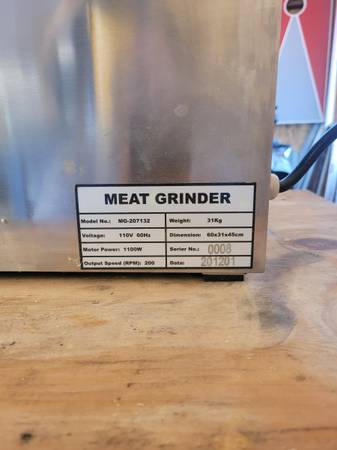 MEAT GRINDER
Model No.: MG-207132 Weight: 31Kg
Voltage: 110V 60Hz Dimension: 60x31x45cm
Motor Power: 1100W Serial No.: 0008
Output Speed (RPM): 200 Date: 201201